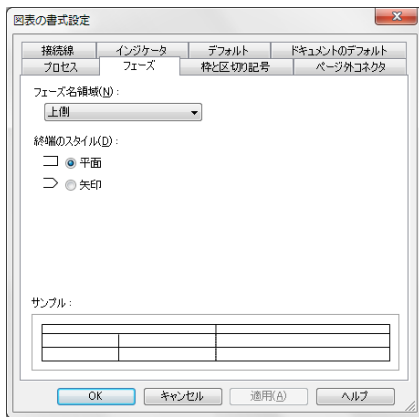 図表の書式設定
接続線 インジケータ デフォルト ドキュメントのデフォルト
プロセス フェーズ 枠と区切り記号 ページ外コネクタ
フェーズ名領域(N):
上側
終端のスタイル(D):
平面
矢印
サンプル:
OK キャンセル 適用(A) ヘルプ